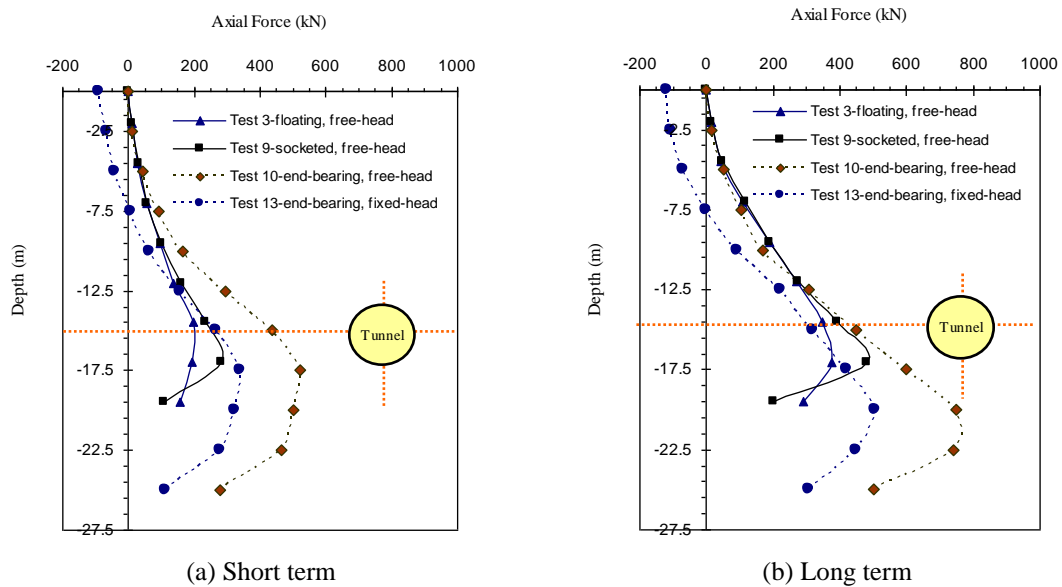 Axial Force (kN)
-200 0 200 400 600 800 1000
-2.5
-7.5
-12.5
-17.5
-22.5
-27.5
Depth (m)
Test 3-floating, free-head
Test 9-socketed, free-head
Test 10-end-bearing, free-head
Test 13-end-bearing, fixed-head
Tunnel
(a) Short term
Axial Force (kN)
-200 0 200 400 600 800 1000
-2.5
-7.5
-12.5
-17.5
-22.5
-27.5
Depth (m)
Test 3-floating, free-head
Test 9-socketed, free-head
Test 10-end-bearing, free-head
Test 13-end-bearing, fixed-head
Tunnel
(b) Long term